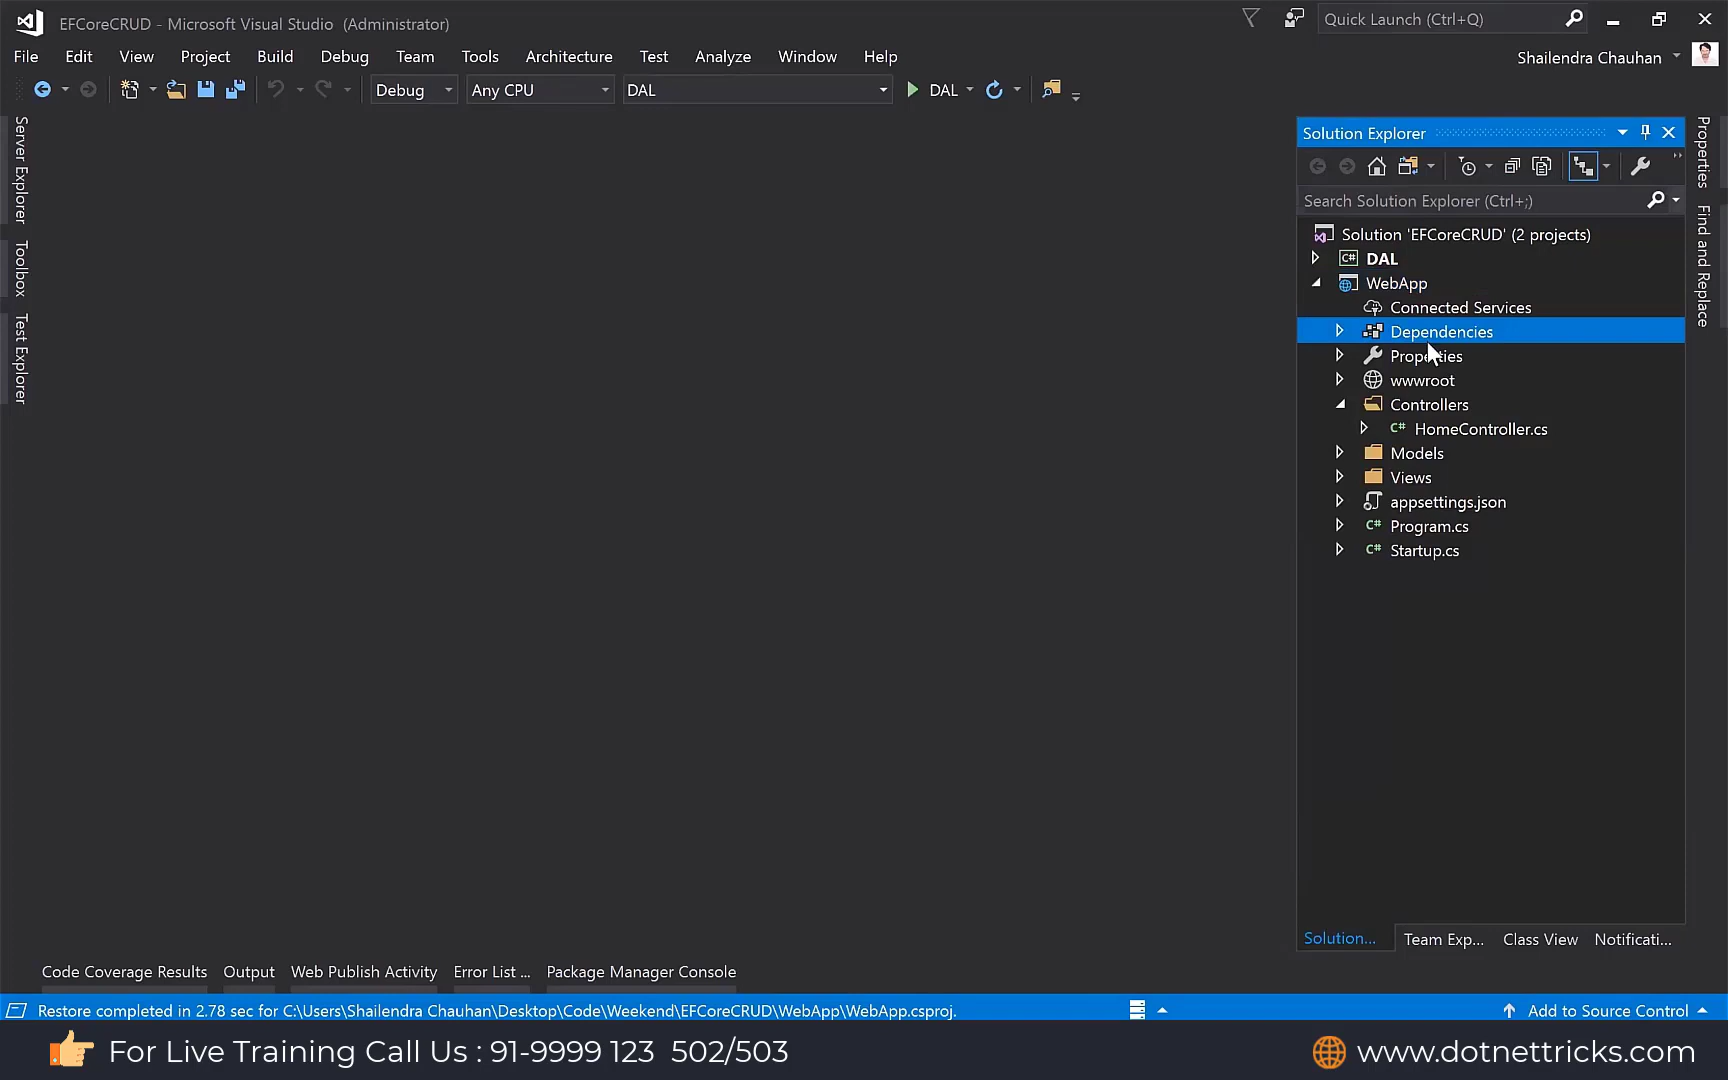 EFCoreCRUD - Microsoft Visual Studio (Administrator)
Quick Launch (Ctrl+Q)
File Edit View Project Build Debug Team Tools Architecture Test Analyze Window Help
Shailendra Chauhan
Debug Any CPU DAL DAL
Server Explorer
Toolbox
Test Explorer
Solution Explorer
Search Solution Explorer (Ctrl+;)
Solution 'EFCoreCRUD' (2 projects)
C# DAL
WebApp
Connected Services
Dependencies
Properties
wwwroot
Controllers
C# HomeController.cs
Models
Views
appsettings.json
C# Program.cs
C# Startup.cs
Properties
Find and Replace
Solution... Team Exp... Class View Notificati...
Code Coverage Results Output Web Publish Activity Error List ... Package Manager Console
Restore completed in 2.78 sec for C:\Users\Shailendra Chauhan\Desktop\Code\Weekend\EFCoreCRUD\WebApp\WebApp.csproj.
Add to Source Control
For Live Training Call Us : 91-9999 123 502/503
www.dotnettricks.com